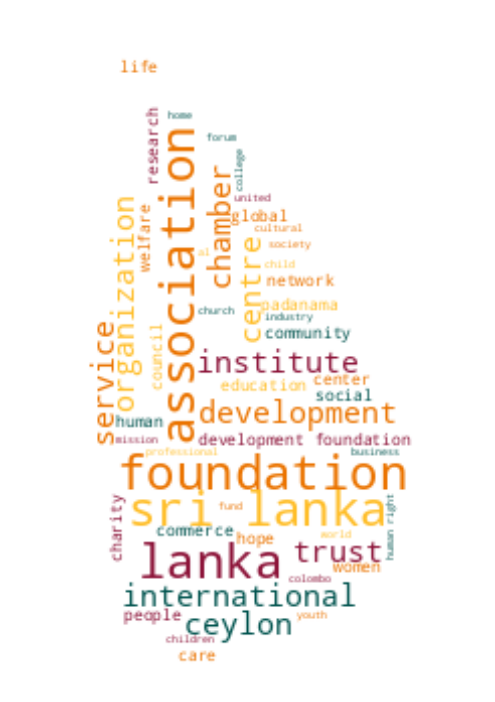 life
home
research
forum
association
college
chamber
united
organization
welfare
global
cultural
centre
society
al
child
network
padanama
church
industry
service
council
community
institute
education
center
social
development
human
mission
development foundation
professional
business
foundation
sri lanka
charity
fund
human right
commerce
hope
world
lanka
trust
women
colombo
international
people
ceylon
youth
children
care